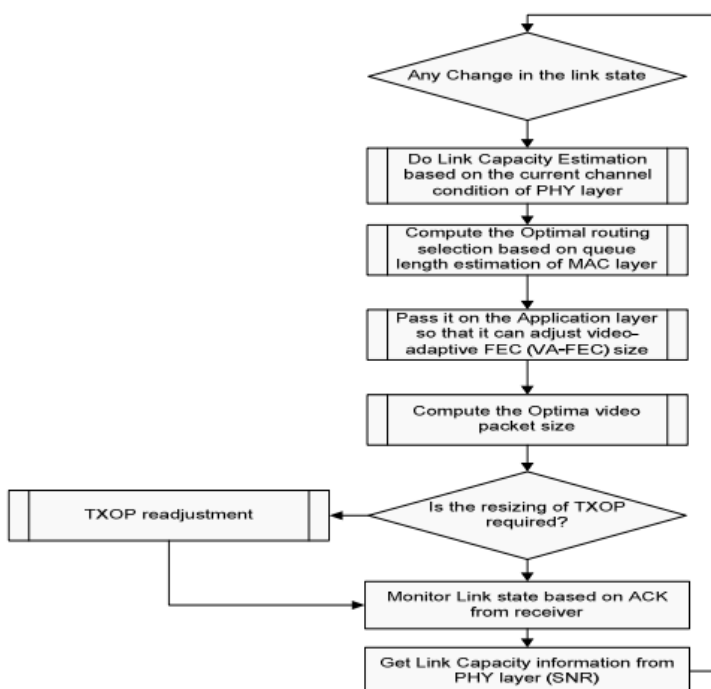 Any Change in the link state
Do Link Capacity Estimation
based on the current channel
condition of PHY layer
Compute the Optimal routing
selection based on queue
length estimation of MAC layer
Pass it on the Application layer
so that it can adjust video-
adaptive FEC (VA-FEC) size
Compute the Optima video
packet size
Is the resizing of TXOP
required?
TXOP readjustment
Monitor Link state based on ACK
from receiver
Get Link Capacity information from
PHY layer (SNR)